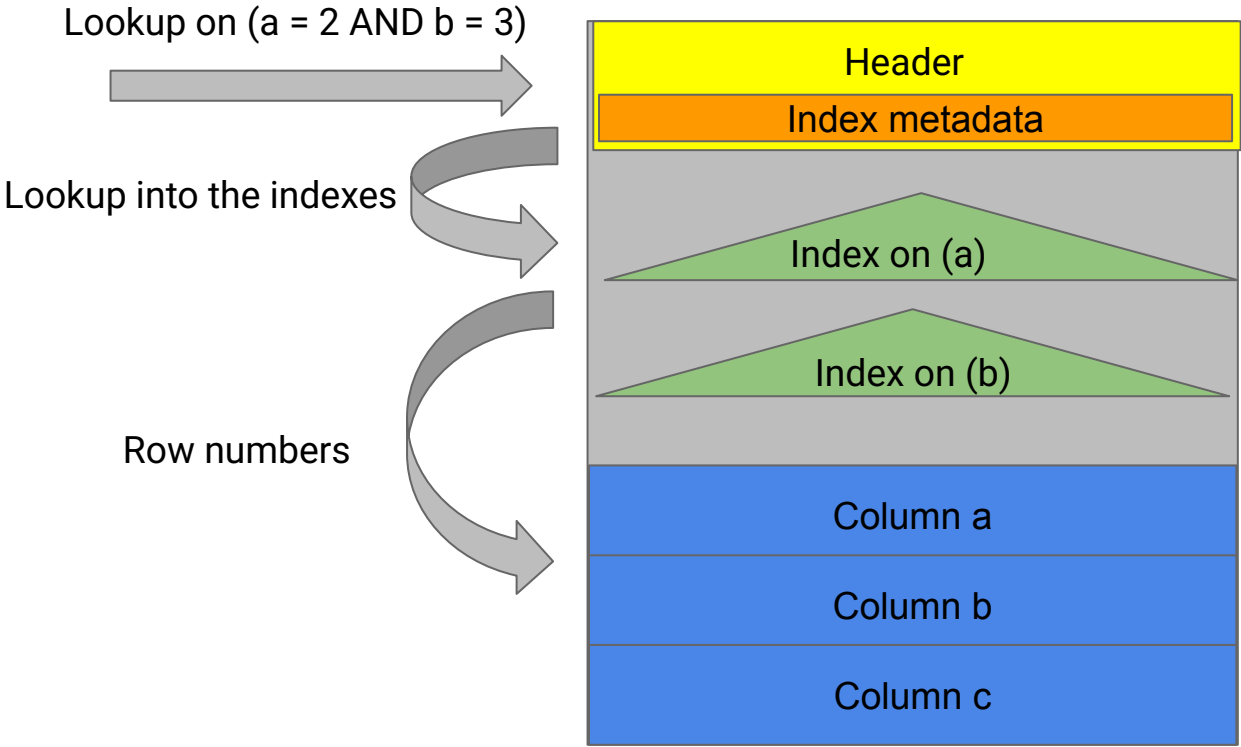 Lookup on (a = 2 AND b = 3)
Header
Index metadata
Lookup into the indexes
Index on (a)
Index on (b)
Row numbers
Column a
Column b
Column c